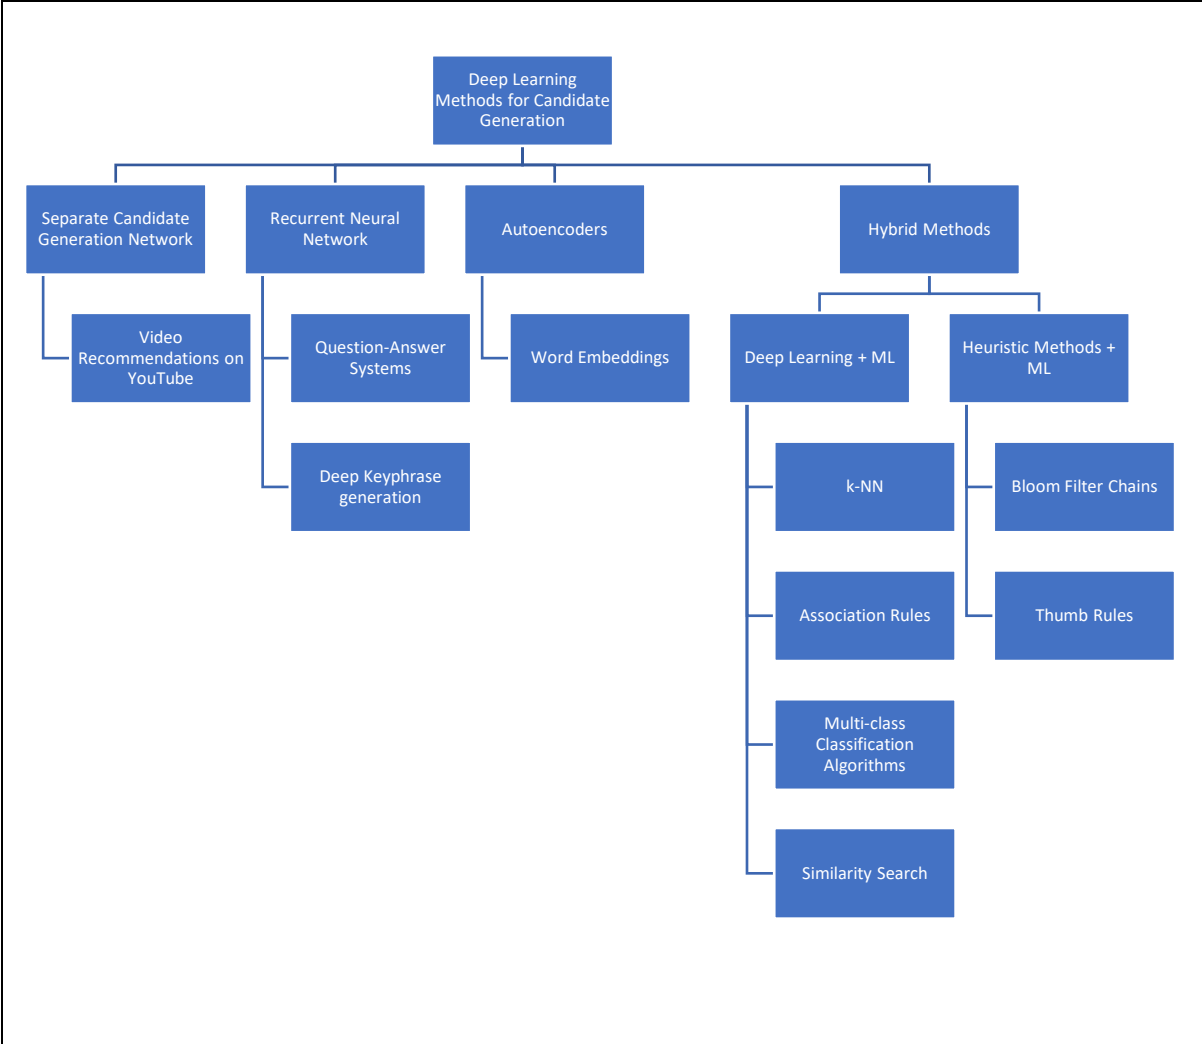 Deep Learning
Methods for Candidate
Generation
Separate Candidate
Generation Network
Recurrent Neural
Network
Autoencoders
Hybrid Methods
Video
Recommendations on
YouTube
Question-Answer
Systems
Word Embeddings
Deep Learning + ML
Heuristic Methods +
ML
Deep Keyphrase
generation
k-NN
Bloom Filter Chains
Association Rules
Thumb Rules
Multi-class
Classification
Algorithms
Similarity Search